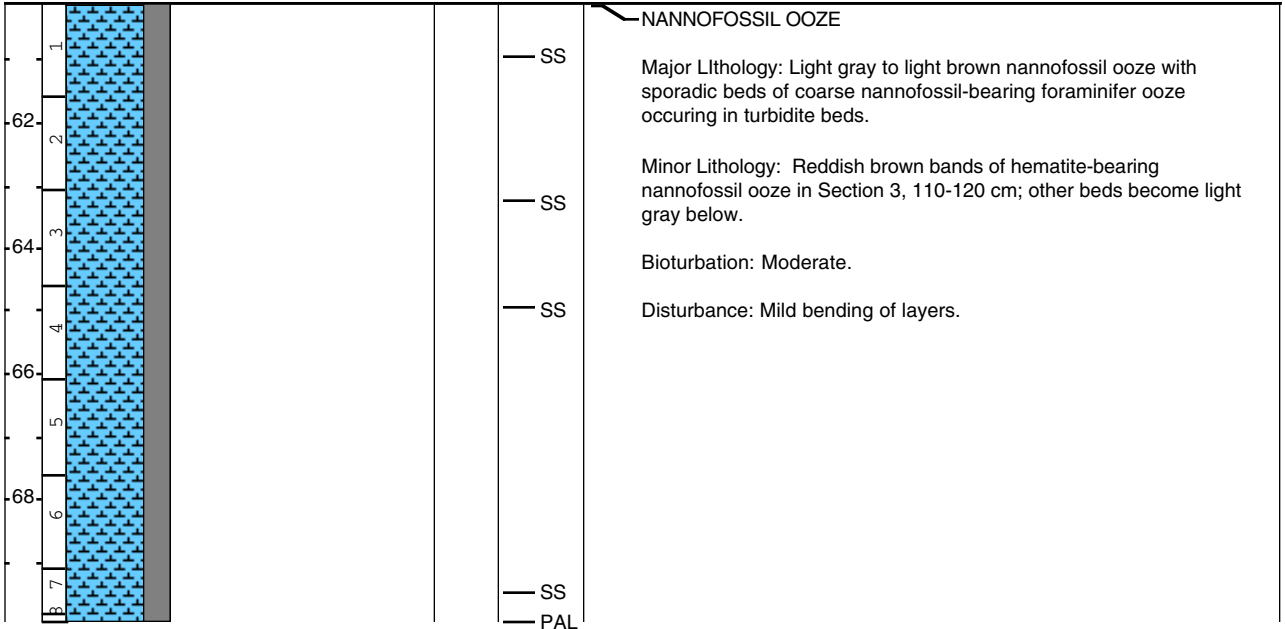 NANNOFOSSIL OOZE
1
SS
Major LIthology: Light gray to light brown nannofossil ooze with
sporadic beds of coarse nannofossil-bearing foraminifer ooze
occuring in turbidite beds.
62
2
Minor Lithology: Reddish brown bands of hematite-bearing
nannofossil ooze in Section 3, 110-120 cm; other beds become light
gray below.
SS
3
64
Bioturbation: Moderate.
SS
Disturbance: Mild bending of layers.
4
66
5
68
6
7
SS
8
PAL